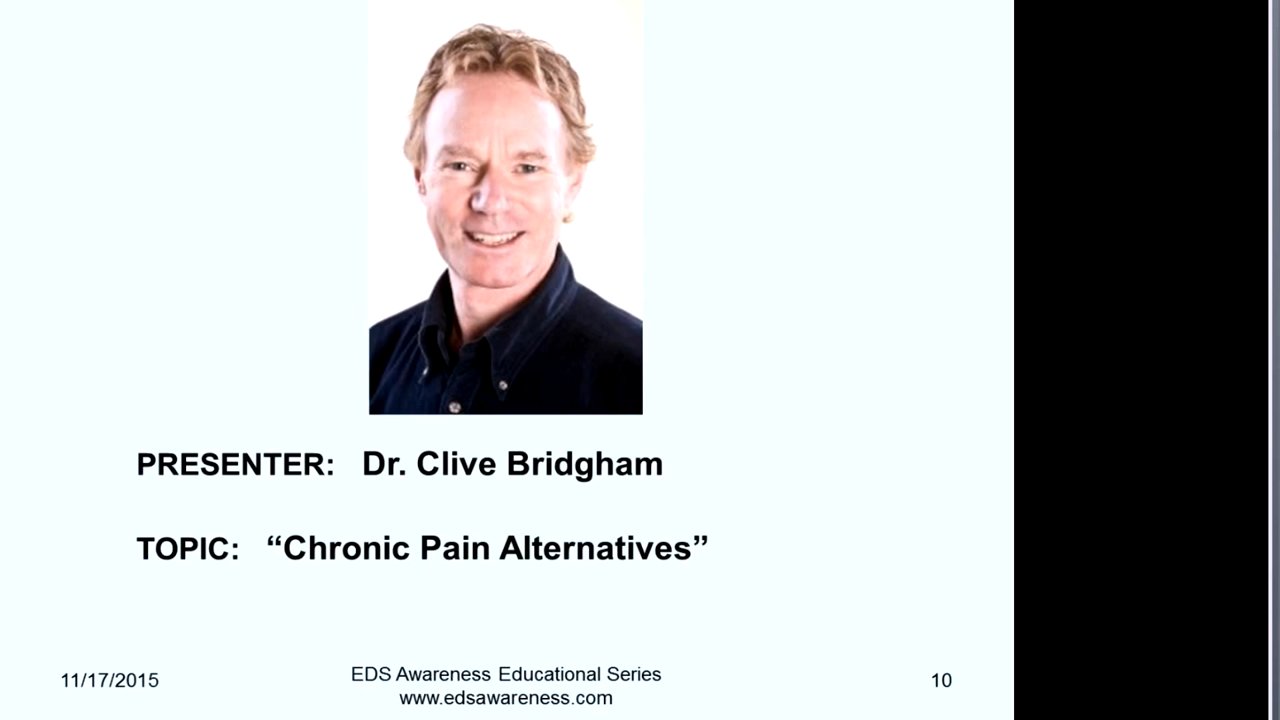 PRESENTER: Dr. Clive Bridgham
TOPIC: “Chronic Pain Alternatives”
11/17/2015
EDS Awareness Educational Series
www.edsawareness.com
10